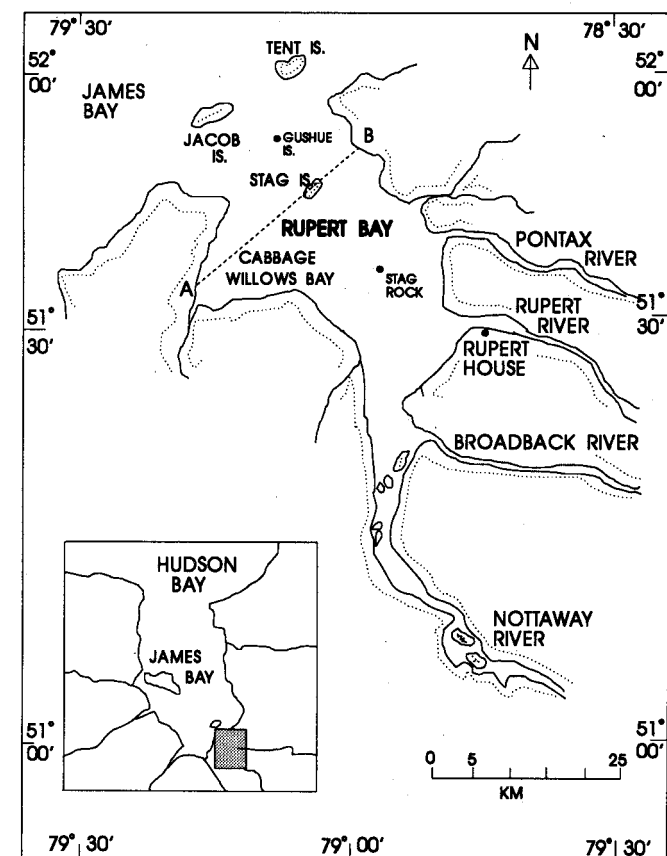 79° 30′
78° 30′
52°
00′
52°
00′
TENT IS.
N
JAMES
BAY
JACOB
IS.
GUSHUE
IS.
B
STAG IS.
RUPERT BAY
CABBAGE
WILLOWS BAY
A
STAG
ROCK
PONTAX
RIVER
RUPERT
RIVER
51°
30′
51°
30′
RUPERT
HOUSE
BROADBACK RIVER
HUDSON
BAY
JAMES
BAY
NOTTAWAY
RIVER
51°
00′
51°
00′
0 5 25
KM
79° 30′
79° 00′
79° 30′